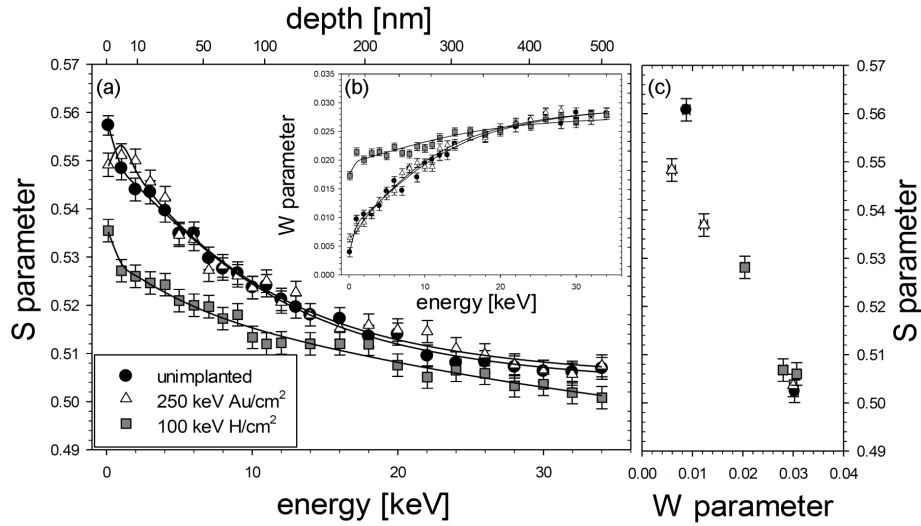 depth [nm]
0 10 50 100 200 300 400 500
0.57
0.56
0.55
0.54
0.53
0.52
0.51
0.50
0.49
S parameter
(a)
0 10 20 30
energy [keV]
unimplanted
250 keV Au/cm²
100 keV H/cm²
(b)
0.035
0.030
0.025
0.020
0.015
0.010
0.005
0.000
W parameter
0 10 20 30
energy [keV]
(c)
0.57
0.56
0.55
0.54
0.53
0.52
0.51
0.50
0.49
S parameter
0.00 0.01 0.02 0.03 0.04
W parameter